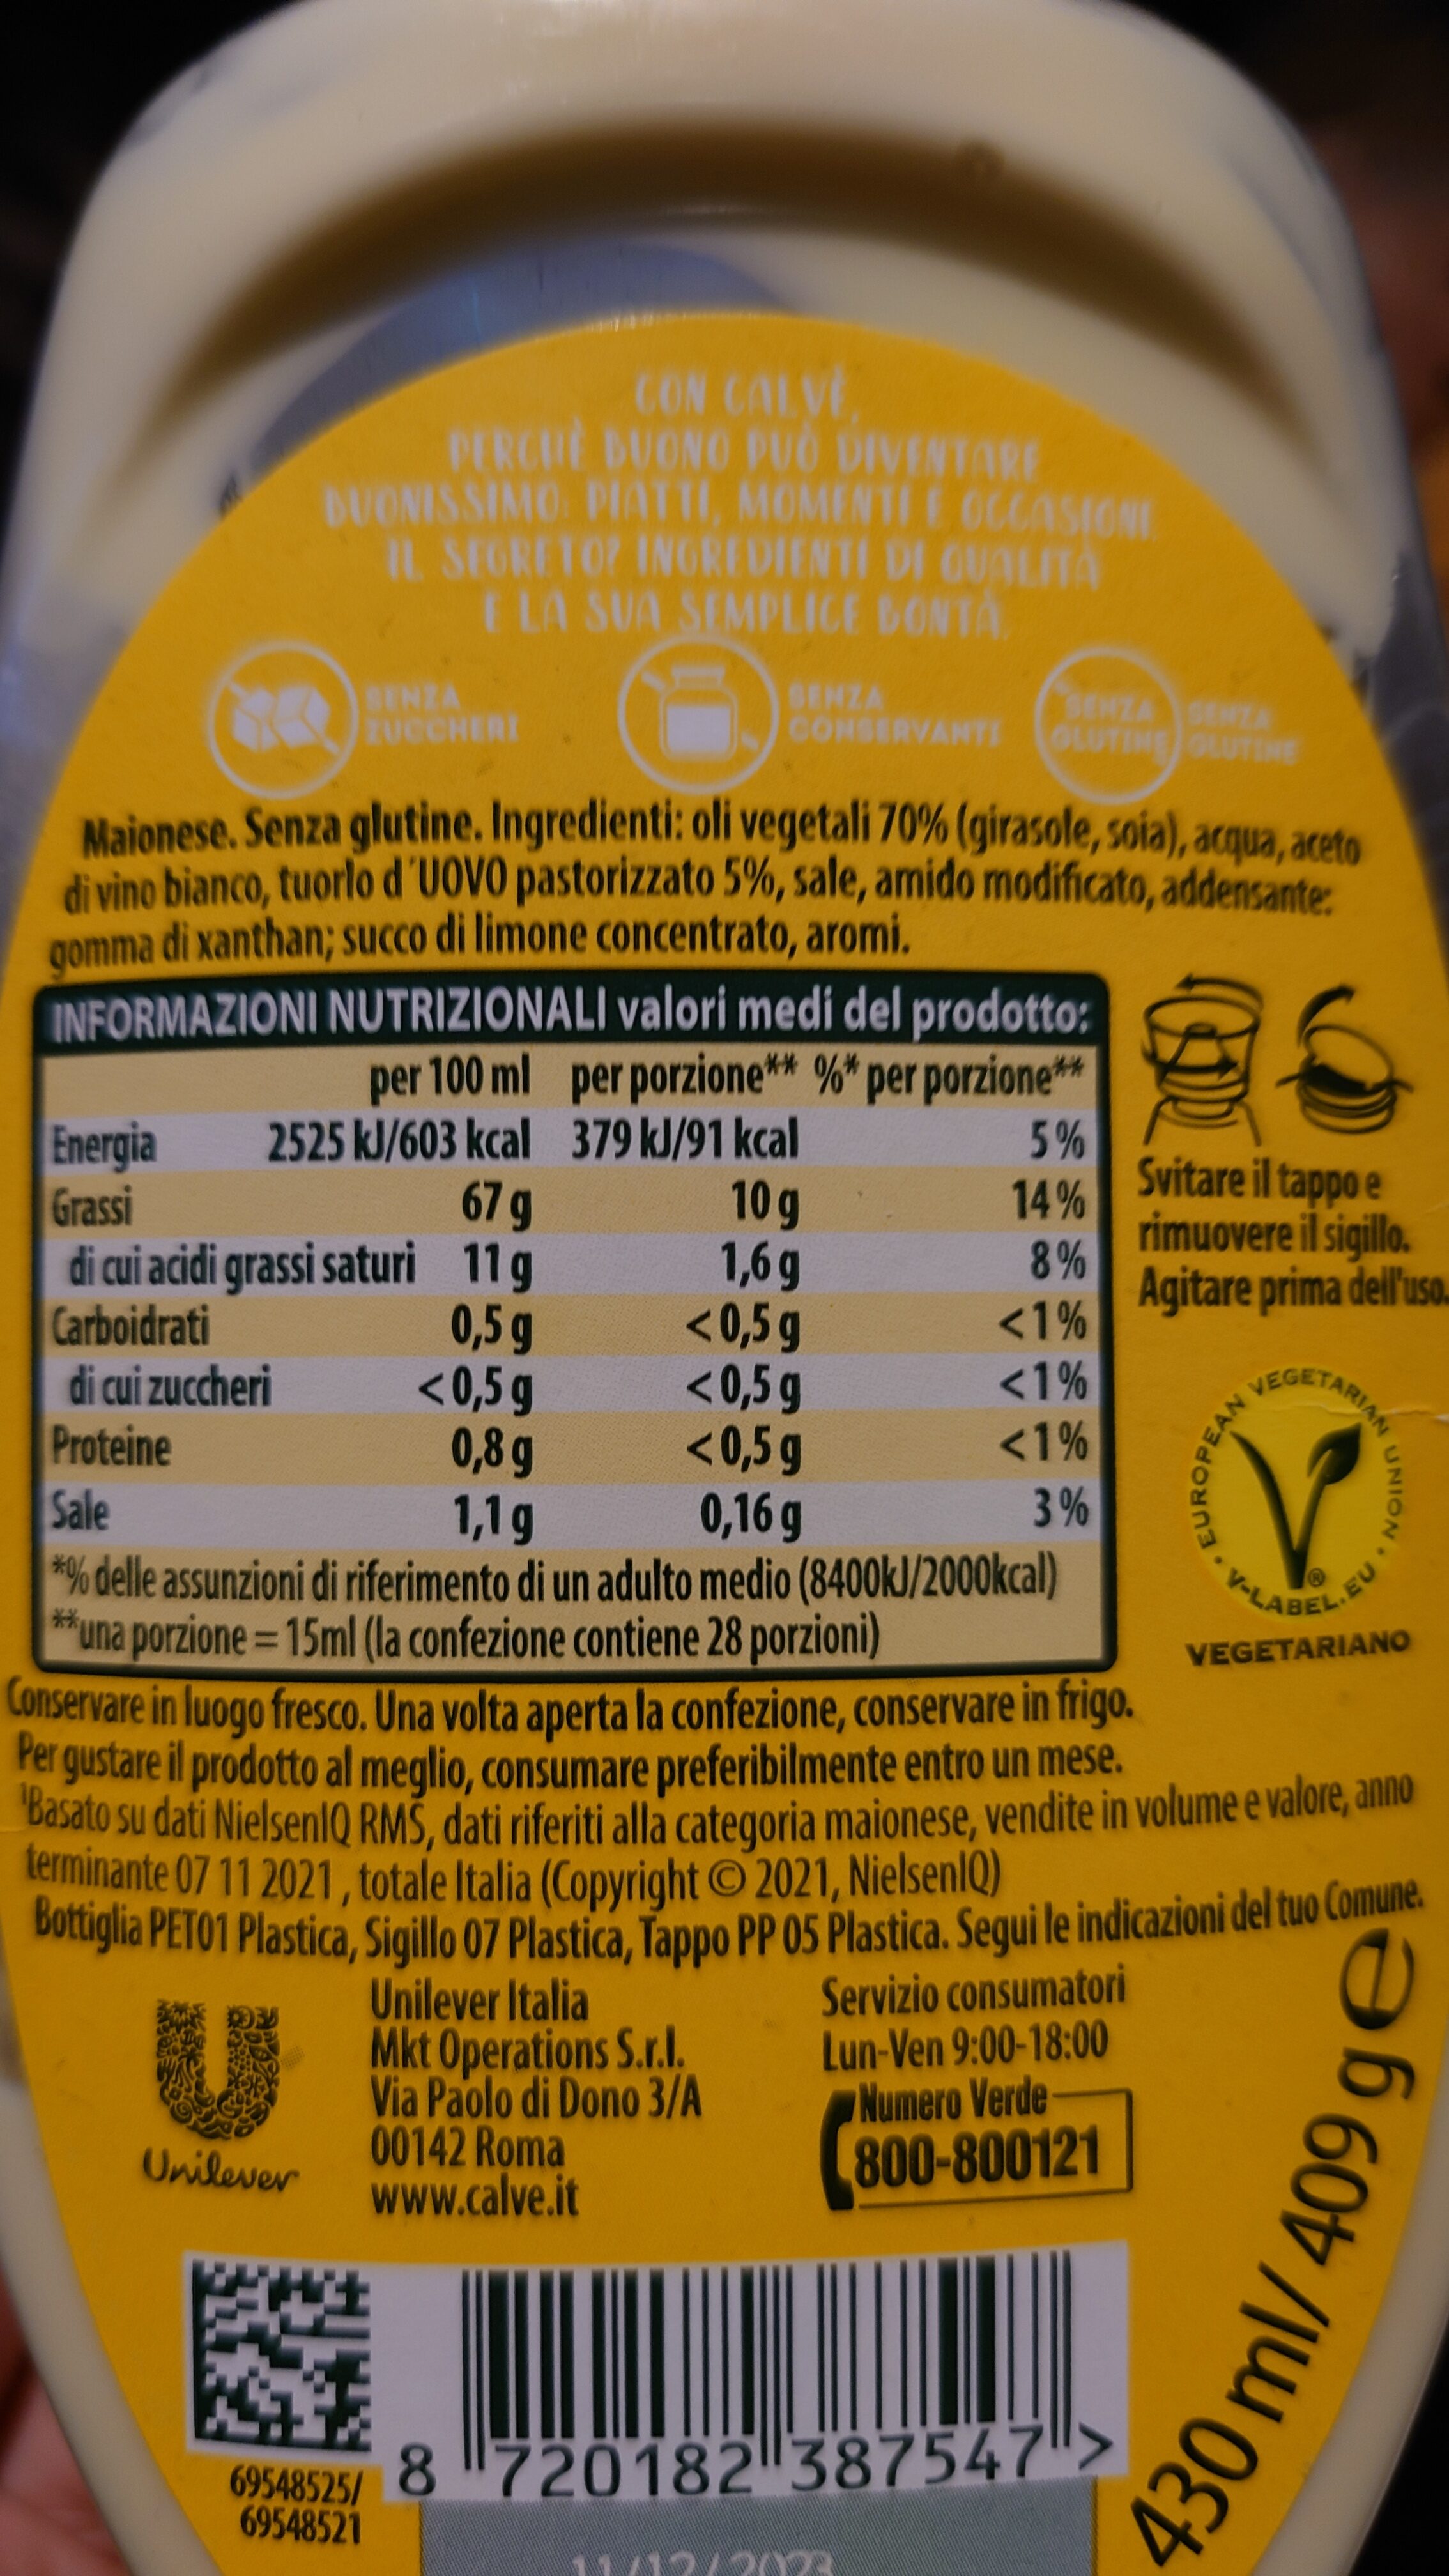 CON CALVÈ,
PERCHÈ BUONO PUÒ DIVENTARE
BUONISSIMO: PIATTI, MOMENTI E OCCASIONI.
IL SEGRETO? INGREDIENTI DI QUALITÀ
E LA SUA SEMPLICE BONTÀ.
SENZA ZUCCHERI
SENZA CONSERVANTI
SENZA GLUTINE
SENZA GLUTINE
Maionese. Senza glutine. Ingredienti: oli vegetali 70% (girasole, soia), acqua, aceto
di vino bianco, tuorlo d´UOVO pastorizzato 5%, sale, amido modificato, addensante:
gomma di xanthan; succo di limone concentrato, aromi.
INFORMAZIONI NUTRIZIONALI valori medi del prodotto:
per 100 ml per porzione** %* per porzione**
Energia 2525 kJ/603 kcal 379 kJ/91 kcal 5%
Grassi 67 g 10 g 14%
di cui acidi grassi saturi 11 g 1,6 g 8%
Carboidrati 0,5 g <0,5 g <1%
di cui zuccheri <0,5 g <0,5 g <1%
Proteine 0,8 g <0,5 g <1%
Sale 1,1 g 0,16 g 3%
*% delle assunzioni di riferimento di un adulto medio (8400kJ/2000kcal)
**una porzione = 15ml (la confezione contiene 28 porzioni)
Svitare il tappo e
rimuovere il sigillo.
Agitare prima dell'uso.
EUROPEAN VEGETARIAN UNION • V-LABEL.EU •
®
VEGETARIANO
Conservare in luogo fresco. Una volta aperta la confezione, conservare in frigo.
Per gustare il prodotto al meglio, consumare preferibilmente entro un mese.
¹Basato su dati NielsenIQ RMS, dati riferiti alla categoria maionese, vendite in volume e valore, anno
terminante 07 11 2021 , totale Italia (Copyright © 2021, NielsenIQ)
Bottiglia PET01 Plastica, Sigillo 07 Plastica, Tappo PP 05 Plastica. Segui le indicazioni del tuo Comune.
Unilever
Unilever Italia
Mkt Operations S.r.l.
Via Paolo di Dono 3/A
00142 Roma
www.calve.it
Servizio consumatori
Lun-Ven 9:00-18:00
Numero Verde
800-800121
430 ml/ 409 g e
69548525/
69548521
8 720182 387547 >
11/12/2023